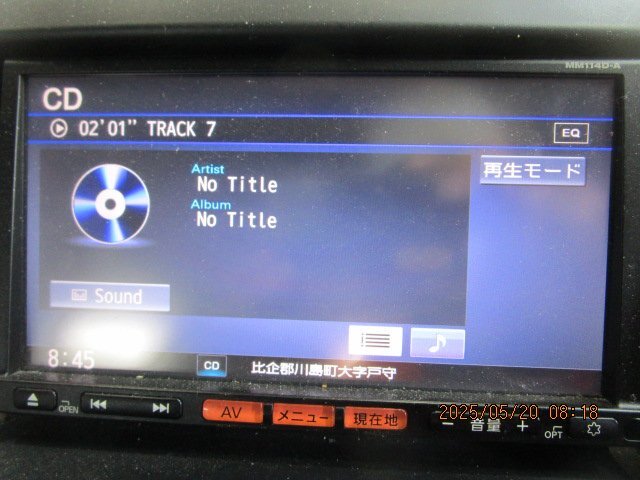 MM114D-A
CD
02'01" TRACK 7
EQ
Artist
No Title
再生モード
Album
No Title
Sound
8:45
CD
比企郡川島町大字戸守
OPEN
AV
メニュー
現在地
- 音量 +
OPT
2025/05/20 08:18